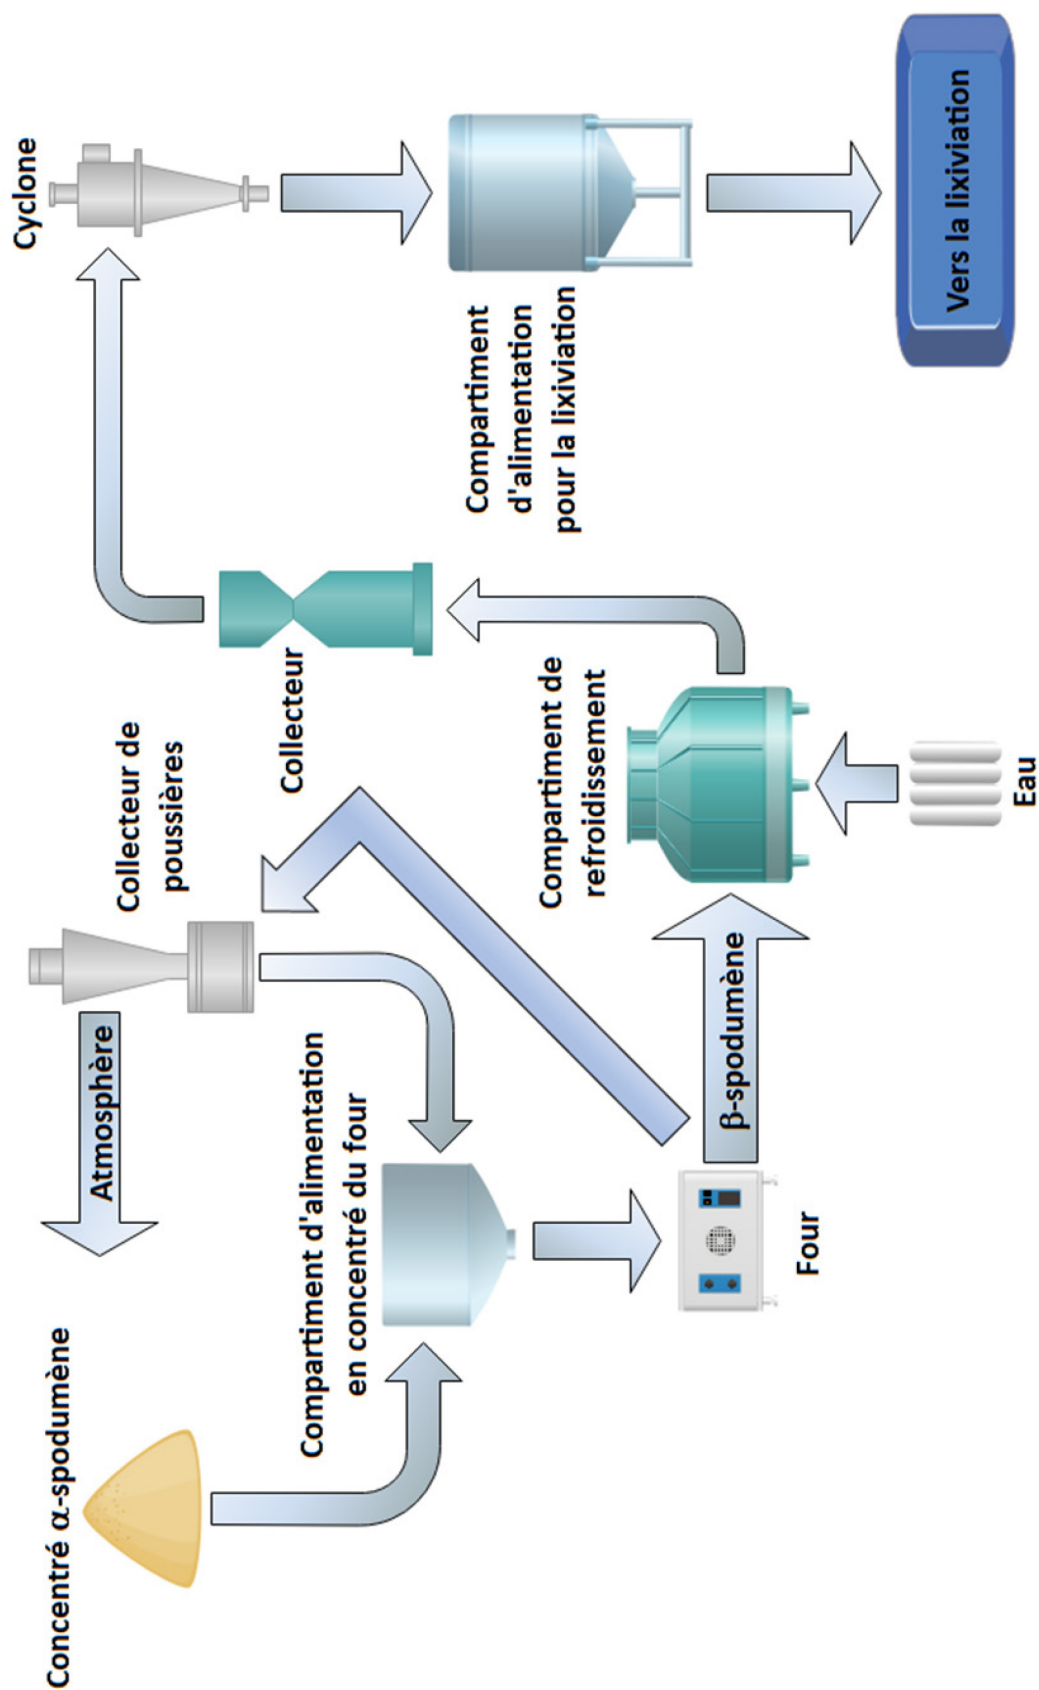 Concentré α-spodumène
Atmosphère
Collecteur de
poussières
Cyclone
Compartiment d'alimentation
en concentré du four
Collecteur
Compartiment
d'alimentation
pour la lixiviation
Four
β-spodumène
Compartiment de
refroidissement
Eau
Vers la lixiviation